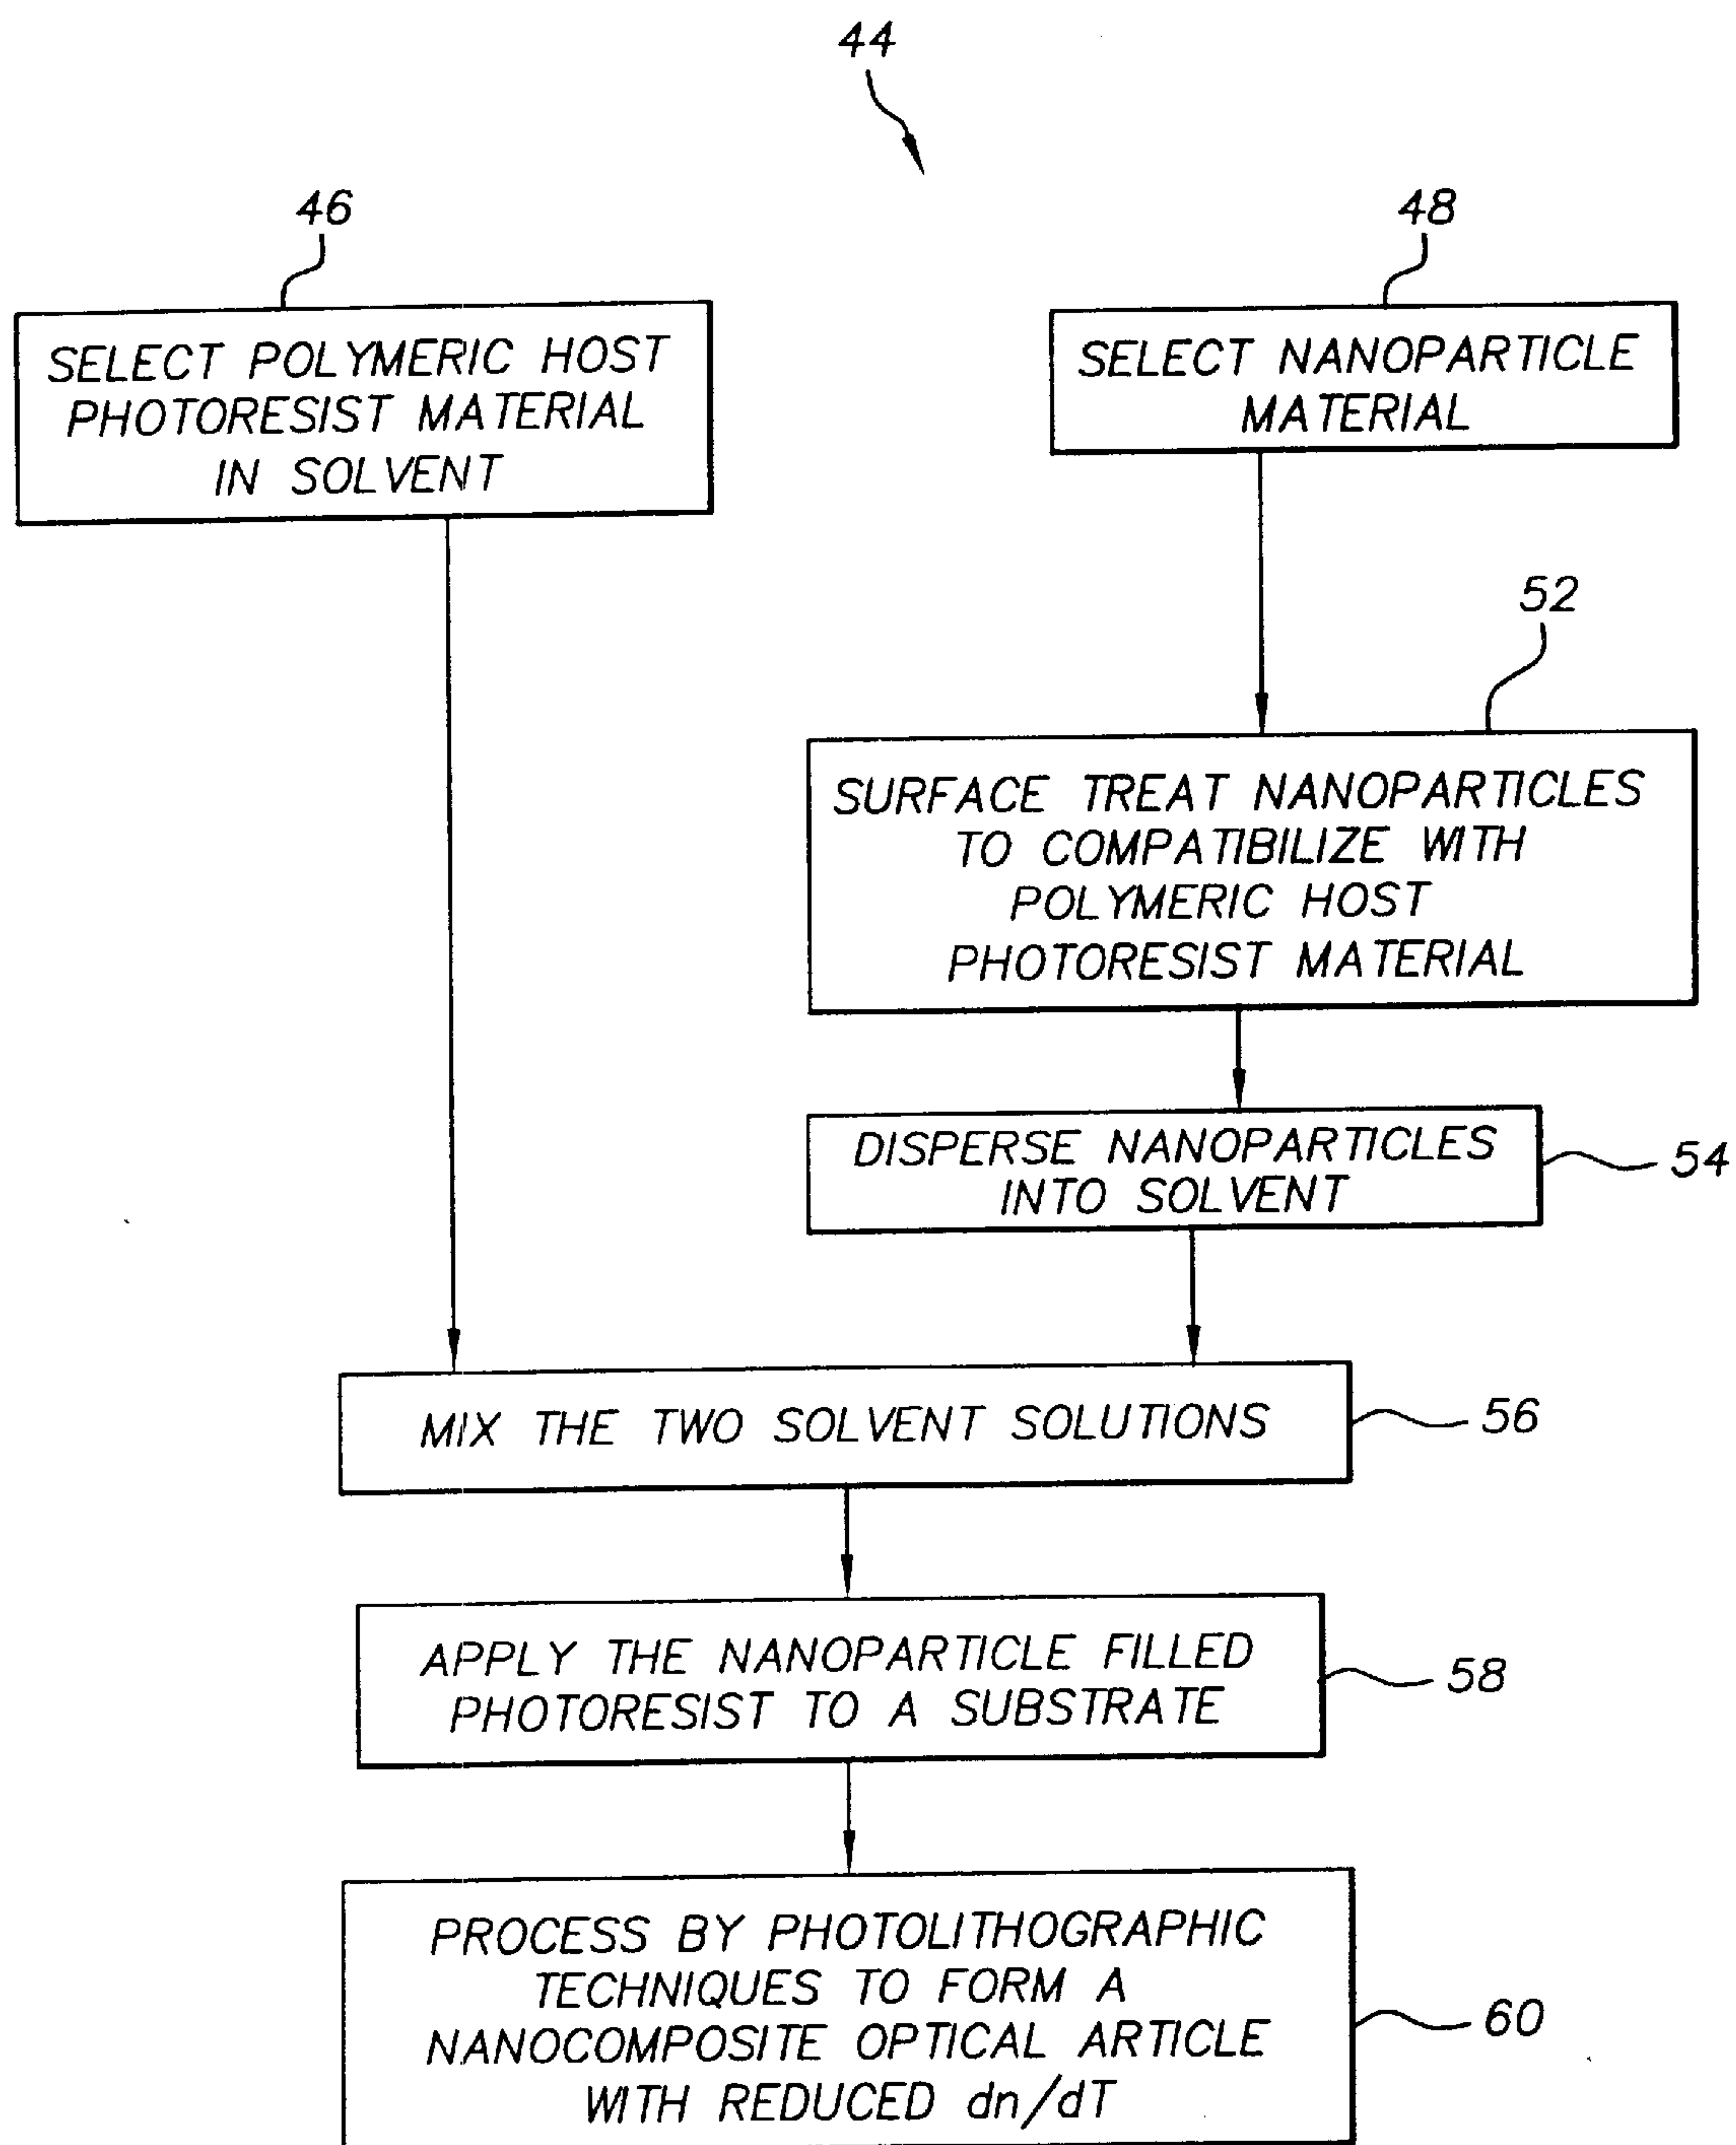 44
46
SELECT POLYMERIC HOST
PHOTORESIST MATERIAL
IN SOLVENT
48
SELECT NANOPARTICLE
MATERIAL
52
SURFACE TREAT NANOPARTICLES
TO COMPATIBILIZE WITH
POLYMERIC HOST
PHOTORESIST MATERIAL
DISPERSE NANOPARTICLES
INTO SOLVENT
54
MIX THE TWO SOLVENT SOLUTIONS
56
APPLY THE NANOPARTICLE FILLED
PHOTORESIST TO A SUBSTRATE
58
PROCESS BY PHOTOLITHOGRAPHIC
TECHNIQUES TO FORM A
NANOCOMPOSITE OPTICAL ARTICLE
WITH REDUCED dn/dT
60